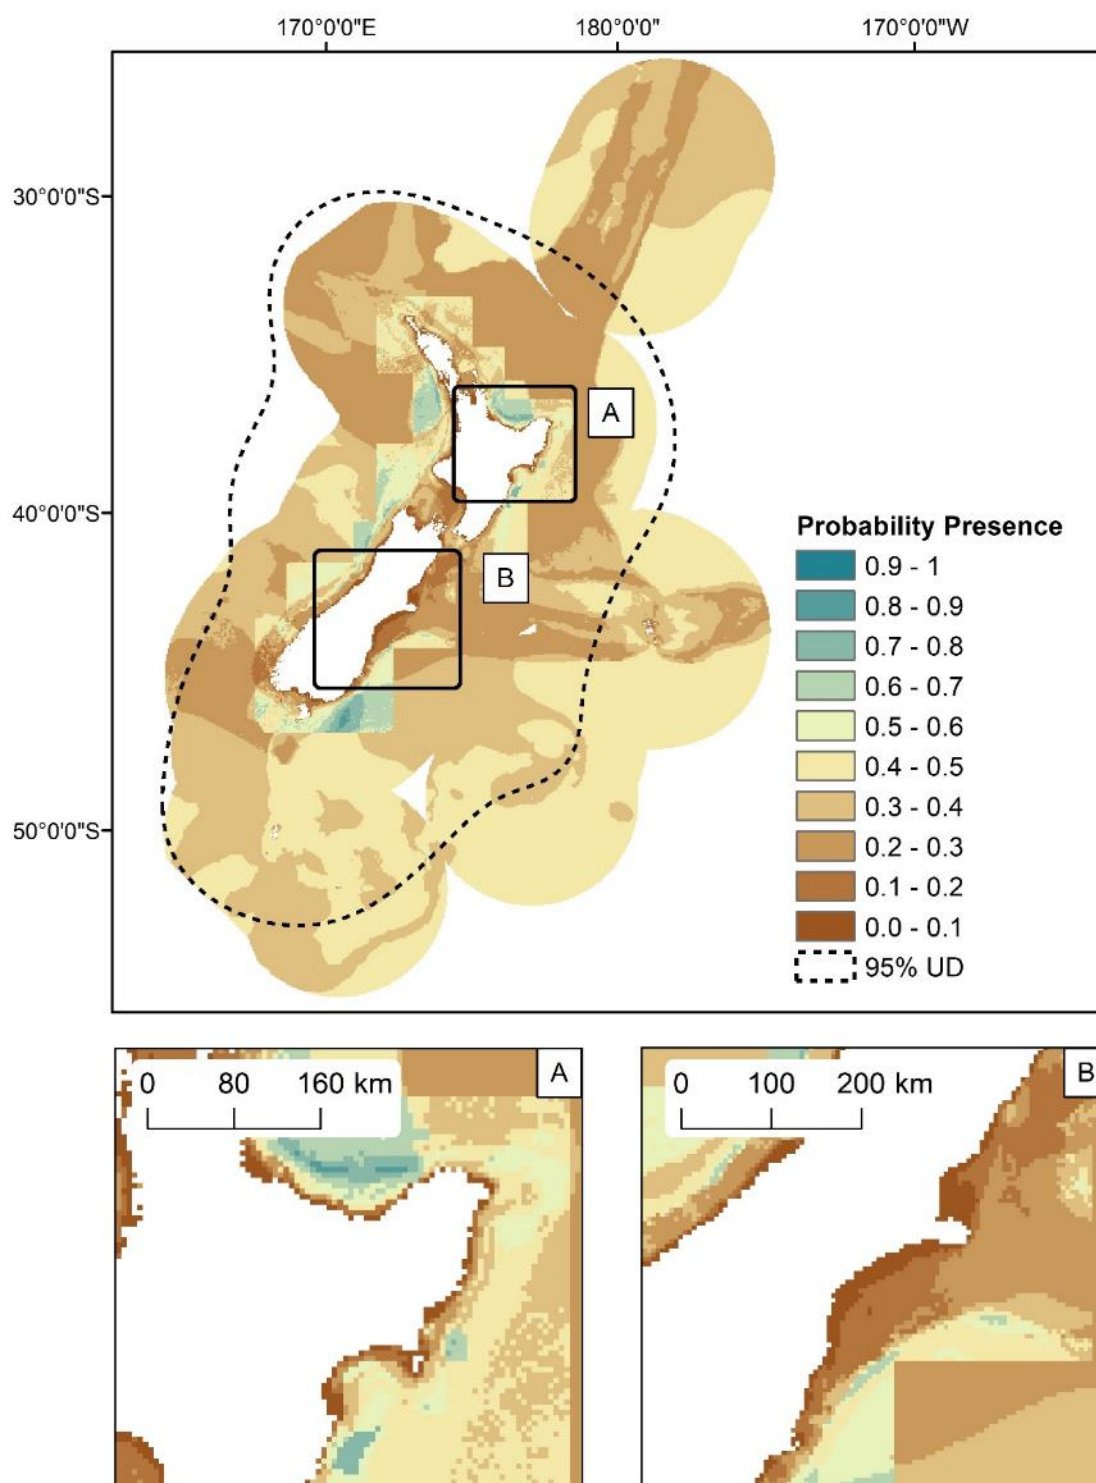 170°0'0"E
180°0'0"
170°0'0"W
30°0'0"S
40°0'0"S
50°0'0"S
A
B
Probability Presence
0.9 - 1
0.8 - 0.9
0.7 - 0.8
0.6 - 0.7
0.5 - 0.6
0.4 - 0.5
0.3 - 0.4
0.2 - 0.3
0.1 - 0.2
0.0 - 0.1
95% UD
0 80 160 km
A
0 100 200 km
B